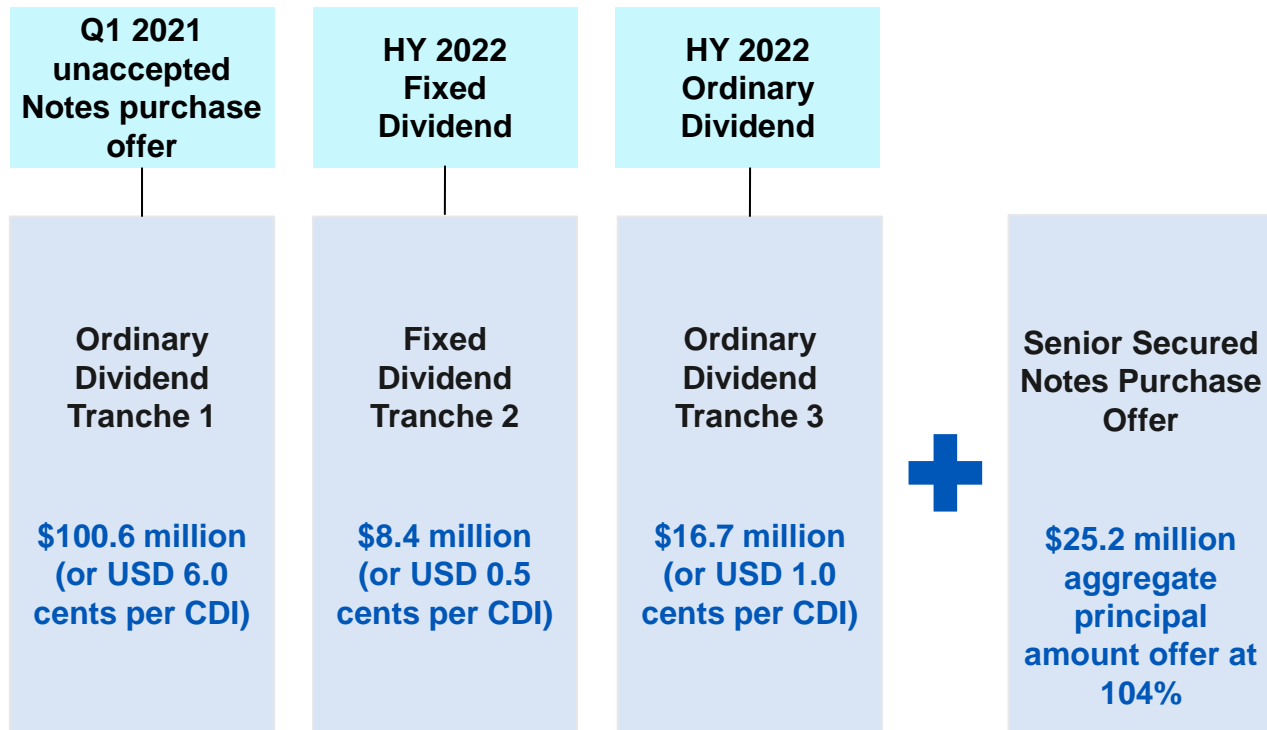 Q1 2021
unaccepted
Notes purchase
offer
HY 2022
Fixed
Dividend
HY 2022
Ordinary
Dividend
Ordinary
Dividend
Tranche 1
$100.6 million
(or USD 6.0
cents per CDI)
Fixed
Dividend
Tranche 2
$8.4 million
(or USD 0.5
cents per CDI)
Ordinary
Dividend
Tranche 3
$16.7 million
(or USD 1.0
cents per CDI)
Senior Secured
Notes Purchase
Offer
$25.2 million
aggregate
principal
amount offer at
104%